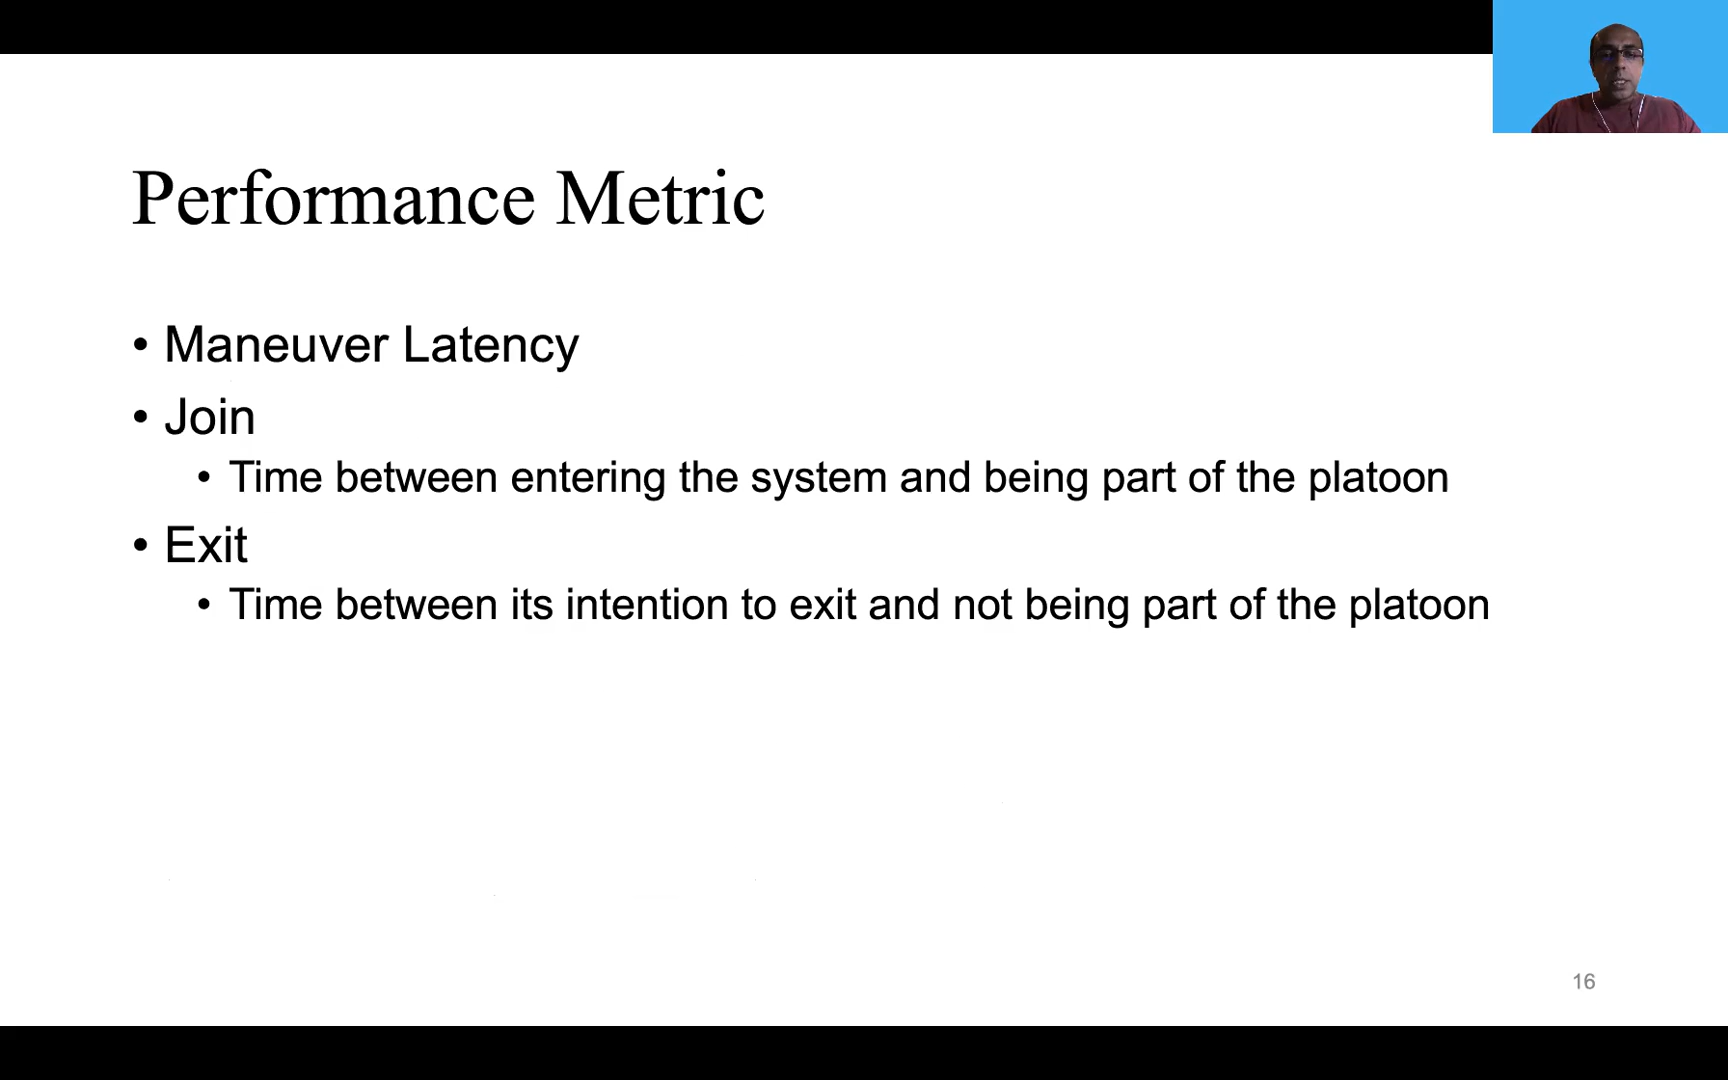 Performance Metric
• Maneuver Latency
• Join
• Time between entering the system and being part of the platoon
• Exit
• Time between its intention to exit and not being part of the platoon
16